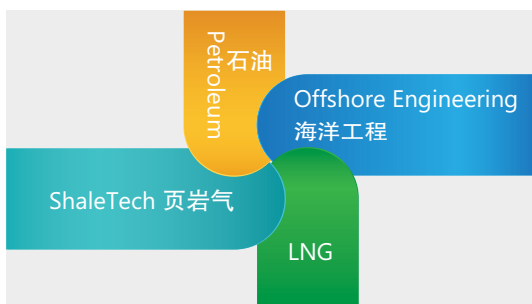 Petroleum
石油
Offshore Engineering
海洋工程
ShaleTech 页岩气
LNG